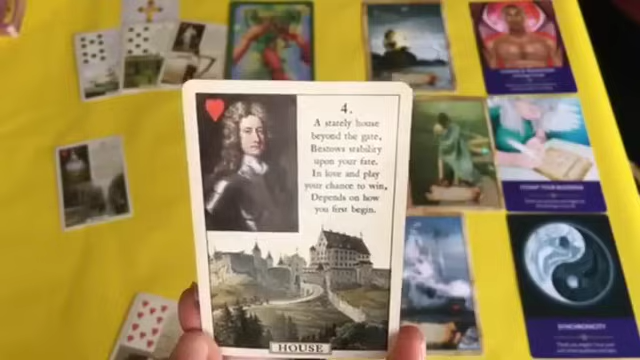 4.
A stately house
beyond the gate,
Bestows stability
upon your fate.
In love and play
your chance to win,
Depends on how
you first begin.
HOUSE
SYNCHRONICITY